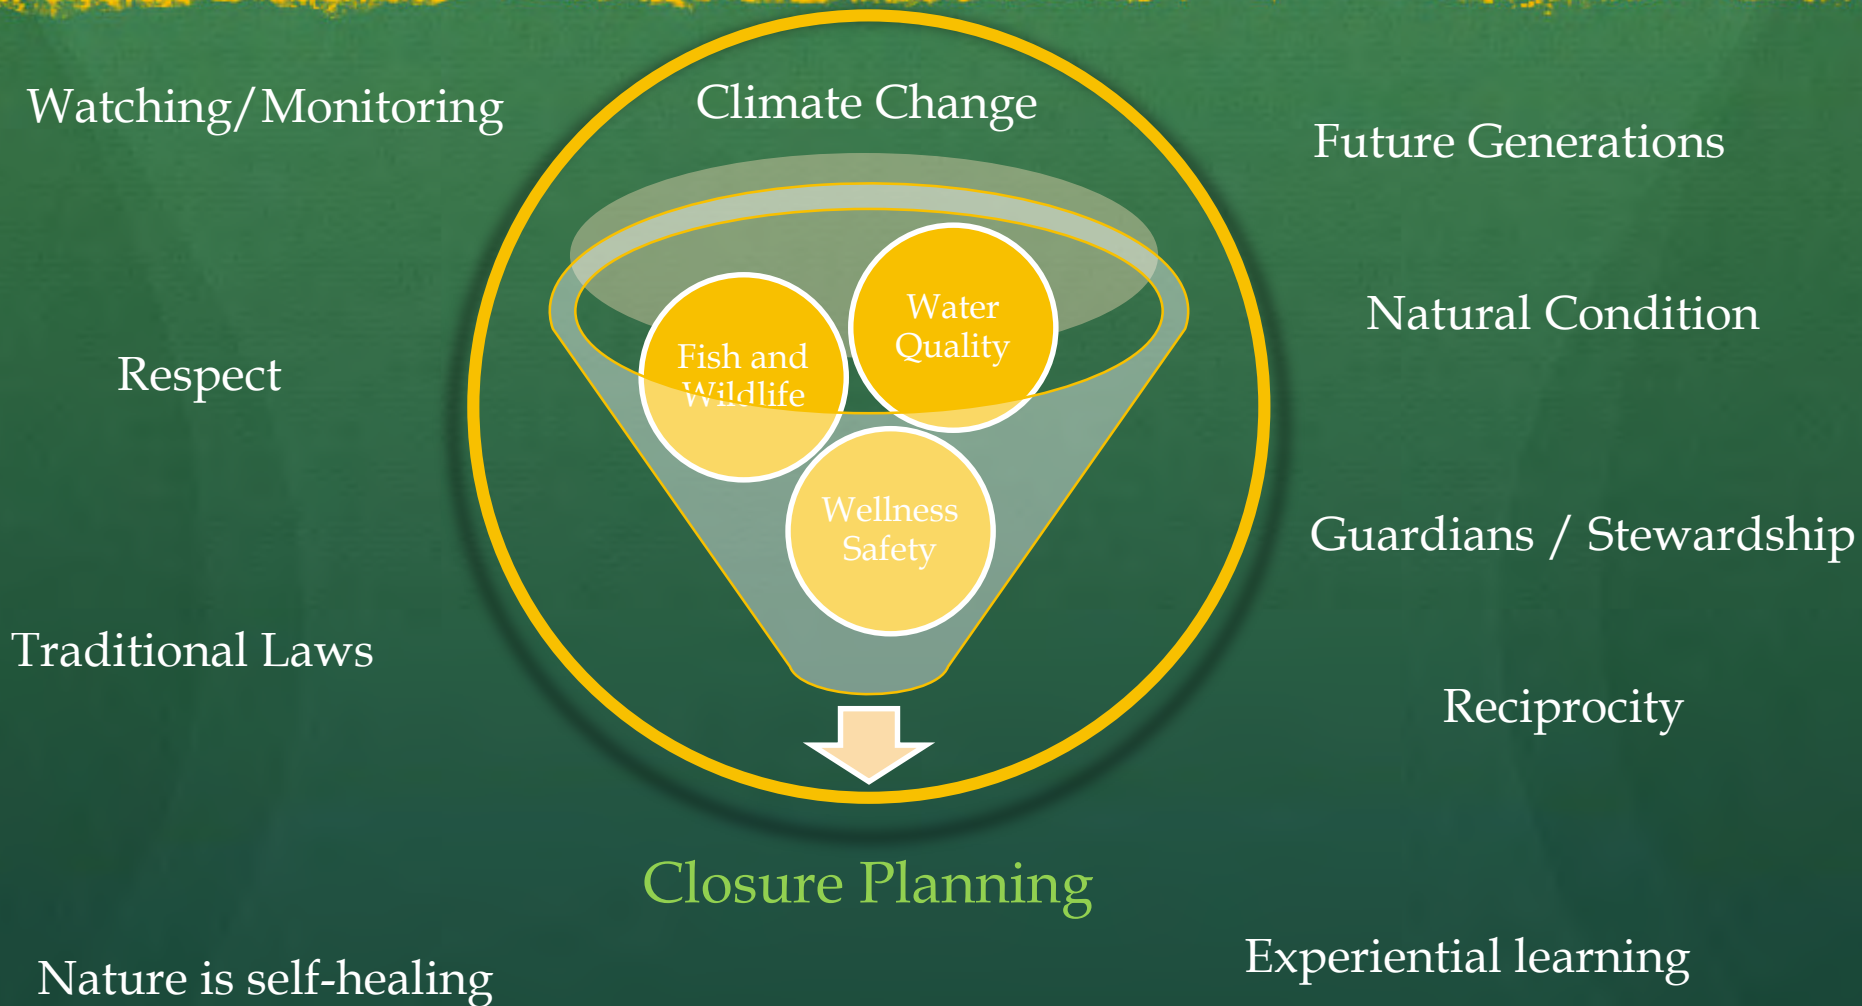 Watching/Monitoring
Climate Change
Future Generations
Water
Quality
Natural Condition
Fish and
Wildlife
Respect
Wellness
Safety
Guardians / Stewardship
Traditional Laws
Reciprocity
Closure Planning
Experiential learning
Nature is self-healing